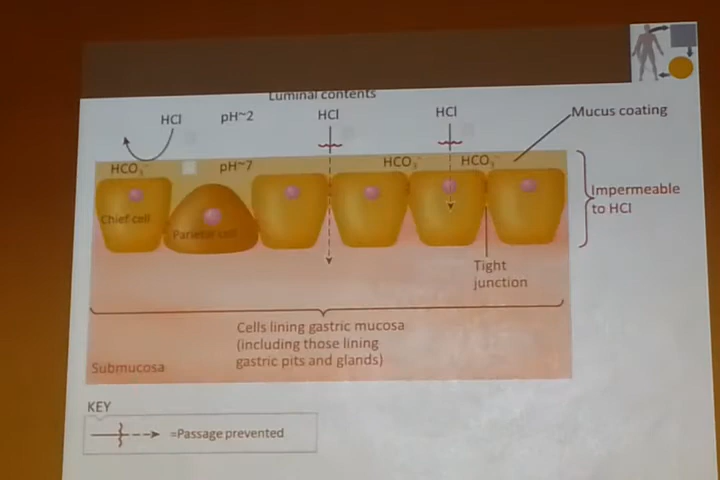 Luminal contents
HCl
pH~2
HCl
HCl
Mucus coating
HCO₃⁻
pH~7
HCO₃⁻
HCO₃⁻
Impermeable
to HCl
Chief cell
Parietal cell
Tight
junction
Cells lining gastric mucosa
(including those lining
gastric pits and glands)
Submucosa
KEY
=Passage prevented